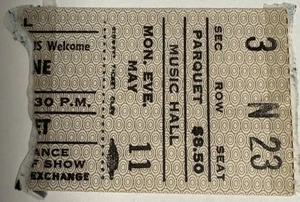 L
IS Welcome
NE
30 P.M.
ET
ANCE
F SHOW
EXCHANGE
MON. EVE.
MAY
11
MUSIC HALL
PARQUET
$8.50
SEC
ROW
SEAT
3
N
23